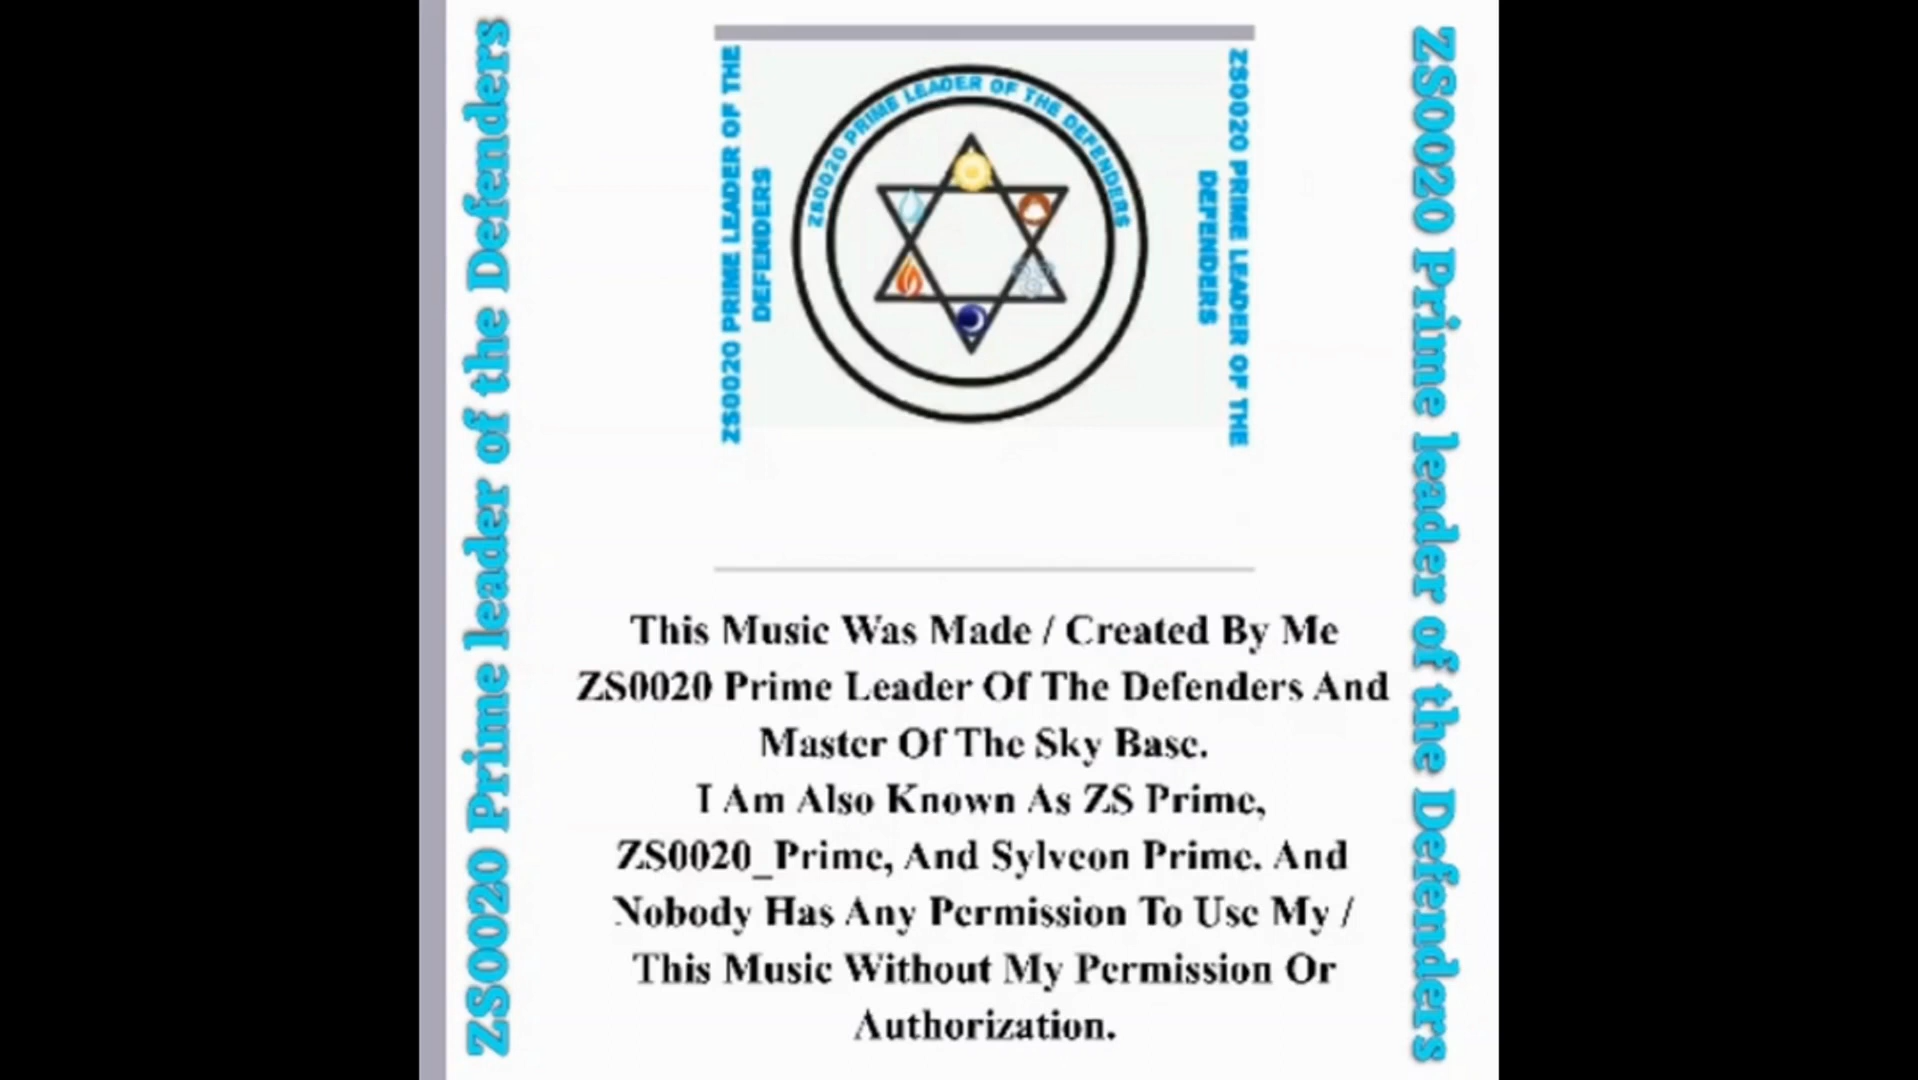 ZS0020 Prime leader of the Defenders
ZS0020 PRIME LEADER OF THE
DEFENDERS
ZS0020 PRIME LEADER OF THE DEFENDERS
ZS0020 PRIME LEADER OF THE
DEFENDERS
ZS0020 Prime leader of the Defenders
This Music Was Made / Created By Me
ZS0020 Prime Leader Of The Defenders And
Master Of The Sky Base.
I Am Also Known As ZS Prime,
ZS0020_Prime, And Sylveon Prime. And
Nobody Has Any Permission To Use My /
This Music Without My Permission Or
Authorization.